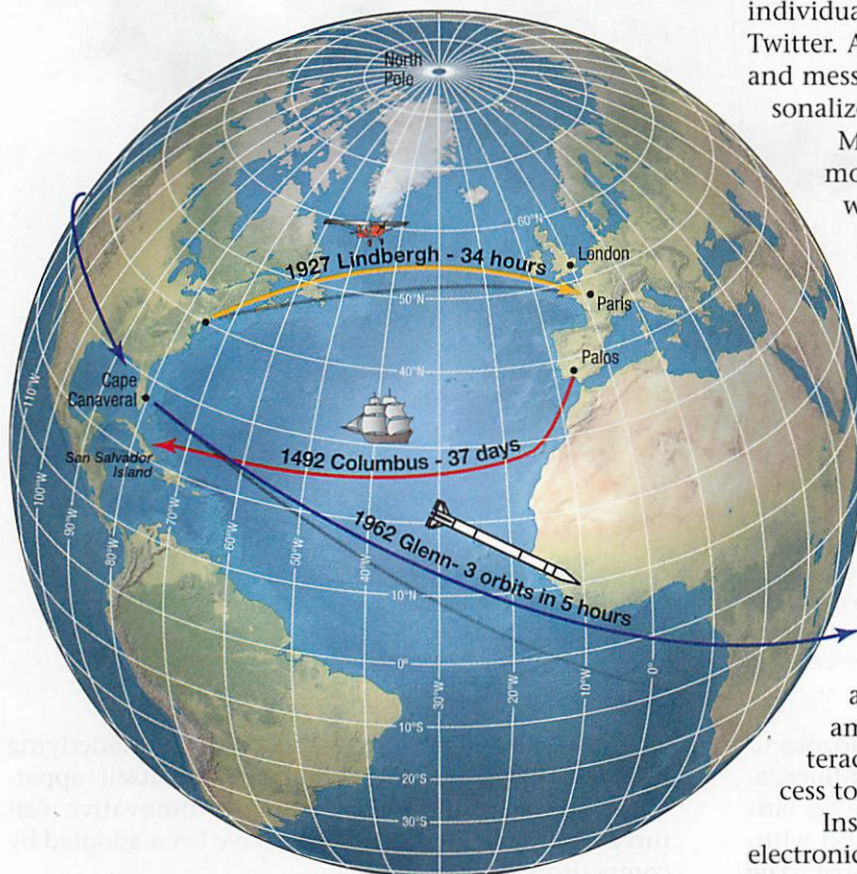 individua
Twitter. A
and mess
sonaliz
M
mo
w
North
Pole
60°N
London
1927 Lindbergh - 34 hours
50°N
Paris
40°N
Palos
Cape
Canaveral
110°W
San Salvador
Island
1492 Columbus - 37 days
100°W
90°W
80°W
70°W
60°W
50°W
40°W
1962 Glenn- 3 orbits in 5 hours
10°N
0°
30°W
20°W
10°W
0°
10°S
20°S
30°S
a
am
terac
cess to
Ins
electronic